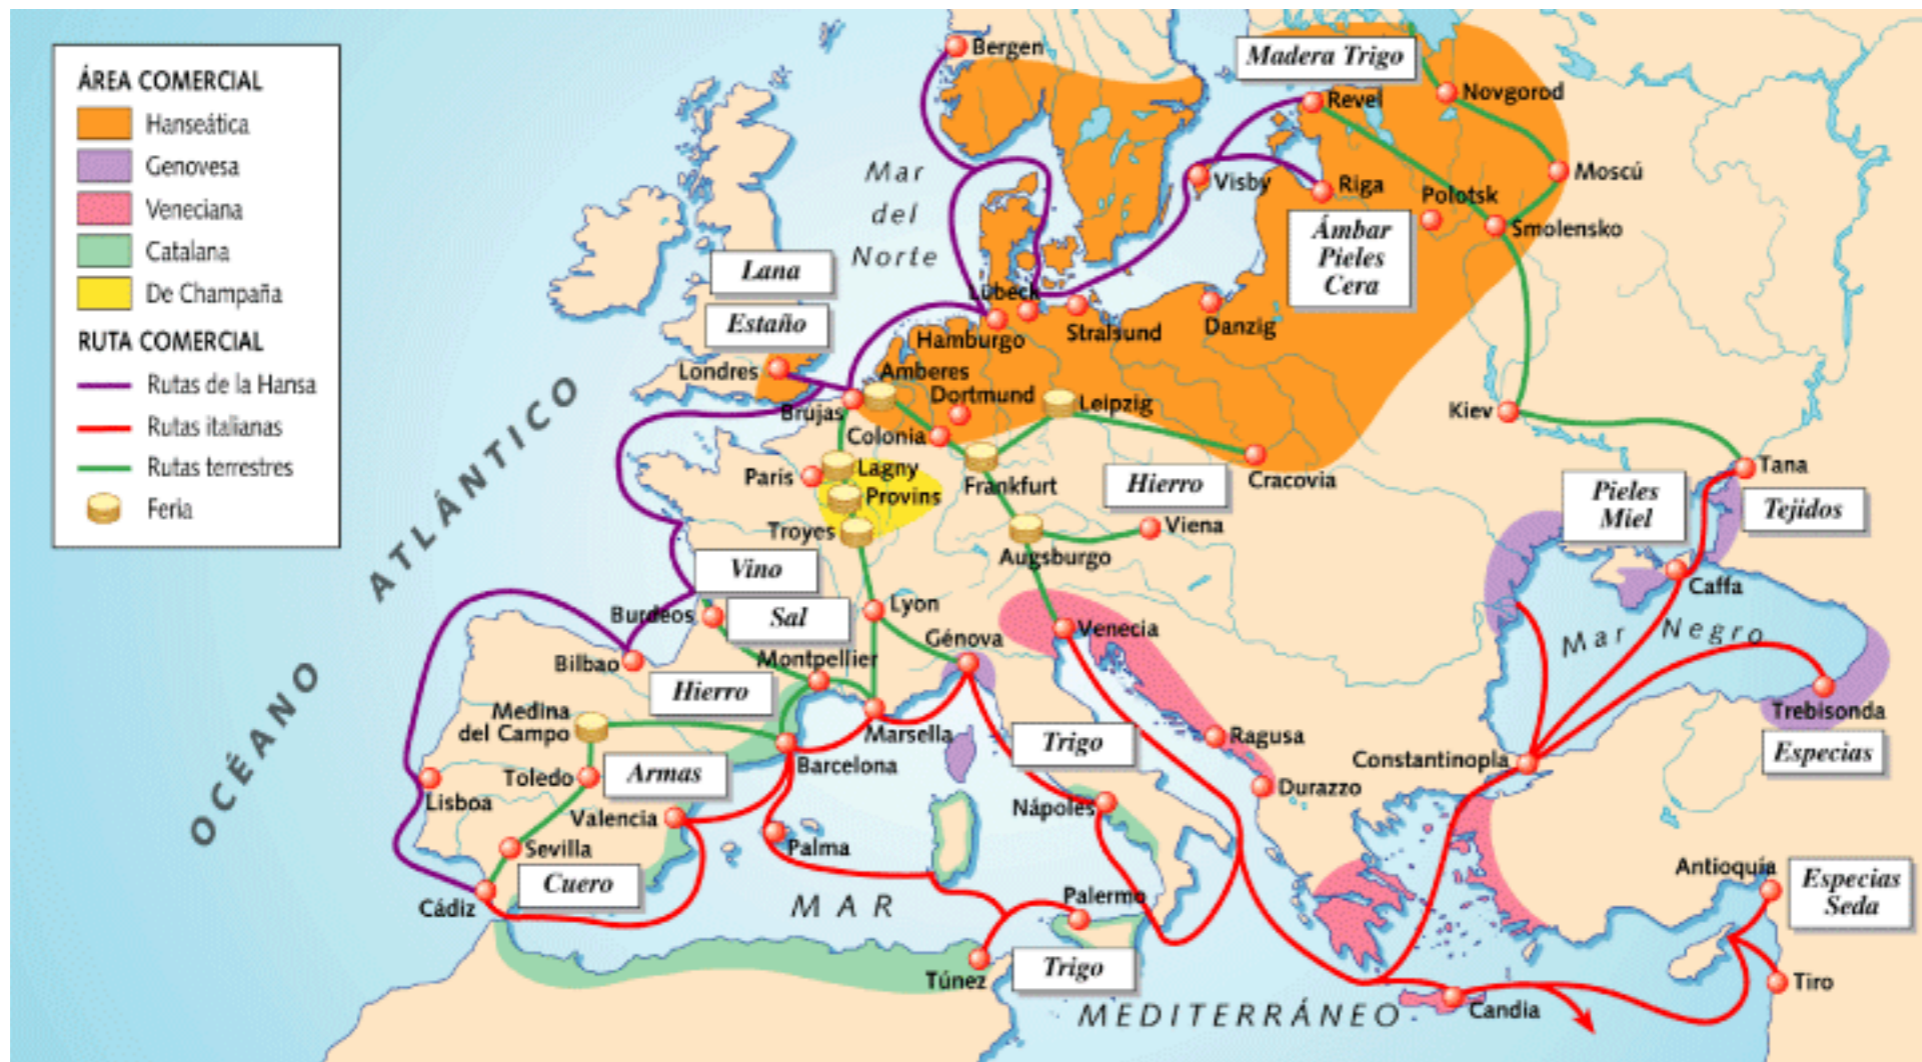 ÁREA COMERCIAL
Hanseática
Genovesa
Veneciana
Catalana
De Champaña
RUTA COMERCIAL
Rutas de la Hansa
Rutas italianas
Rutas terrestres
Feria
Bergen
Madera Trigo
Revel
Novgorod
Moscú
Mar
del
Norte
Visby
Riga
Polotsk
Smolensko
Ámbar
Pieles
Cera
Lana
Estaño
Lübeck
Hamburgo
Stralsund
Danzig
Londres
Amberes
Dortmund
Brujas
Leipzig
Colonia
Kiev
París
Lagny
Provins
Frankfurt
Hierro
Cracovia
Tana
Pieles
Miel
Tejidos
Troyes
Viena
Augsburgo
OCÉANO
ATLÁNTICO
Vino
Sal
Burdeos
Lyon
Génova
Venecia
Caffa
Mar Negro
Bilbao
Montpellier
Hierro
Medina
del Campo
Marsella
Trigo
Ragusa
Trebisonda
Especias
Constantinopla
Barcelona
Toledo
Armas
Lisboa
Valencia
Nápoles
Durazzo
Sevilla
Palma
Cuero
Cádiz
MAR
Palermo
Antioquía
Especias
Seda
Túnez
Trigo
MEDITERRÁNEO
Candia
Tiro